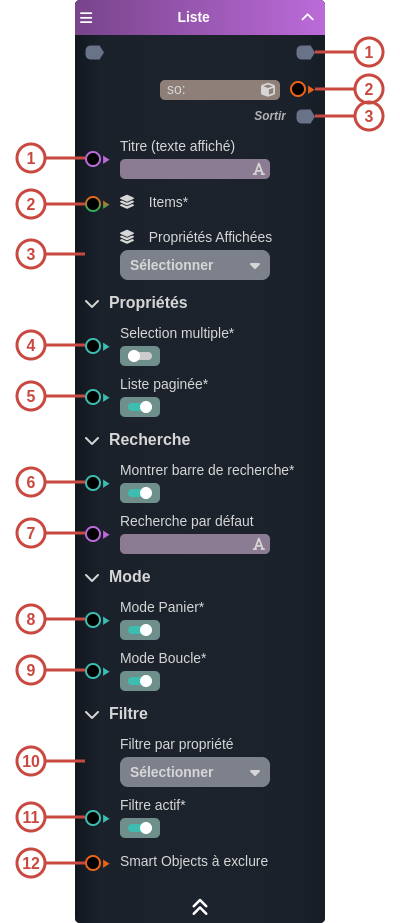 Liste
1
so:
2
Sortir
3
1
Titre (texte affiché)
A
2
Items*
3
Propriétés Affichées
Sélectionner
Propriétés
4
Selection multiple*
5
Liste paginée*
Recherche
6
Montrer barre de recherche*
7
Recherche par défaut
A
Mode
8
Mode Panier*
9
Mode Boucle*
Filtre
10
Filtre par propriété
Sélectionner
11
Filtre actif*
12
Smart Objects à exclure